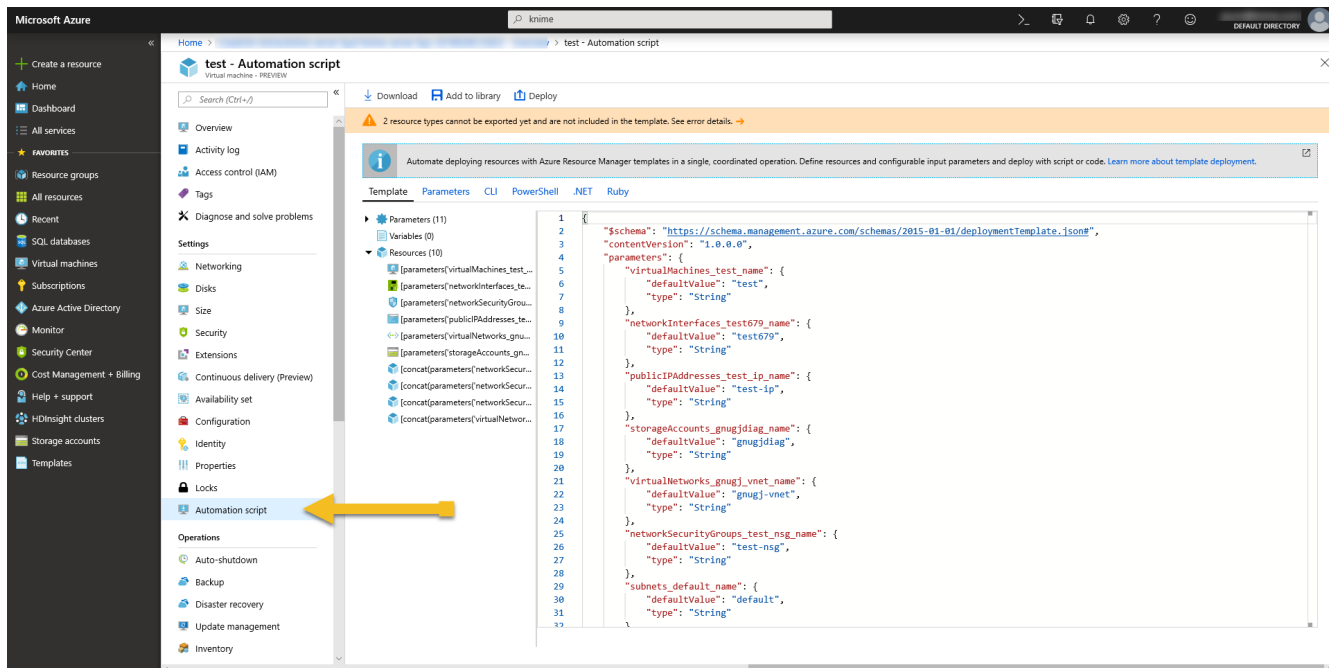 Microsoft Azure
knime
DEFAULT DIRECTORY
Home >
> test - Automation script
Create a resource
Home
Dashboard
All services
FAVORITES
Resource groups
All resources
Recent
SQL databases
Virtual machines
Subscriptions
Azure Active Directory
Monitor
Security Center
Cost Management + Billing
Help + support
HDInsight clusters
Storage accounts
Templates
test - Automation script
Virtual machine - PREVIEW
Search (Ctrl+/)
Overview
Activity log
Access control (IAM)
Tags
Diagnose and solve problems
Settings
Networking
Disks
Size
Security
Extensions
Continuous delivery (Preview)
Availability set
Configuration
Identity
Properties
Locks
Automation script
Operations
Auto-shutdown
Backup
Disaster recovery
Update management
Inventory
Download Add to library Deploy
2 resource types cannot be exported yet and are not included in the template. See error details. →
Automate deploying resources with Azure Resource Manager templates in a single, coordinated operation. Define resources and configurable input parameters and deploy with script or code. Learn more about template deployment.
Template Parameters CLI PowerShell .NET Ruby
Parameters (11)
Variables (0)
Resources (10)
[parameters('virtualMachines_test_...
[parameters('networkInterfaces_te...
[parameters('networkSecurityGrou...
[parameters('publicIPAddresses_te...
[parameters('virtualNetworks_gnu...
[parameters('storageAccounts_gn...
[concat(parameters('networkSecur...
[concat(parameters('networkSecur...
[concat(parameters('networkSecur...
[concat(parameters('virtualNetwor...
1 {
2 "$schema": "https://schema.management.azure.com/schemas/2015-01-01/deploymentTemplate.json#",
3 "contentVersion": "1.0.0.0",
4 "parameters": {
5 "virtualMachines_test_name": {
6 "defaultValue": "test",
7 "type": "String"
8 },
9 "networkInterfaces_test679_name": {
10 "defaultValue": "test679",
11 "type": "String"
12 },
13 "publicIPAddresses_test_ip_name": {
14 "defaultValue": "test-ip",
15 "type": "String"
16 },
17 "storageAccounts_gnugjdiag_name": {
18 "defaultValue": "gnugjdiag",
19 "type": "String"
20 },
21 "virtualNetworks_gnugj_vnet_name": {
22 "defaultValue": "gnugj-vnet",
23 "type": "String"
24 },
25 "networkSecurityGroups_test_nsg_name": {
26 "defaultValue": "test-nsg",
27 "type": "String"
28 },
29 "subnets_default_name": {
30 "defaultValue": "default",
31 "type": "String"
32 }